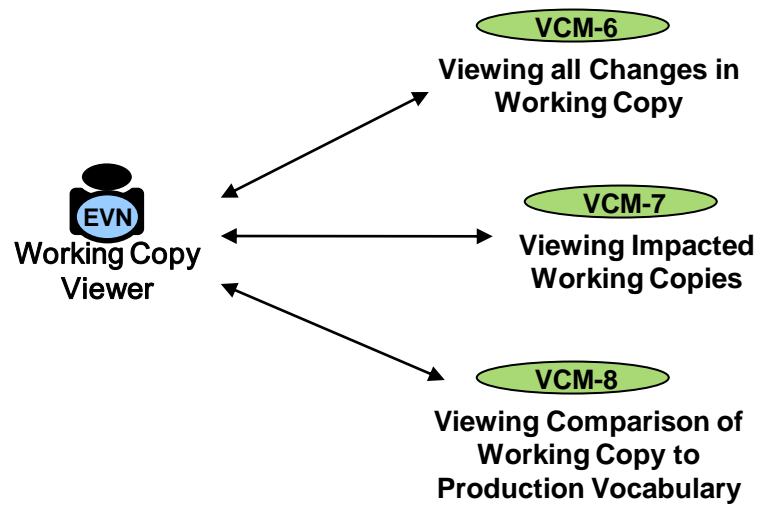 VCM-6
Viewing all Changes in
Working Copy
EVN
Working Copy
Viewer
VCM-7
Viewing Impacted
Working Copies
VCM-8
Viewing Comparison of
Working Copy to
Production Vocabulary